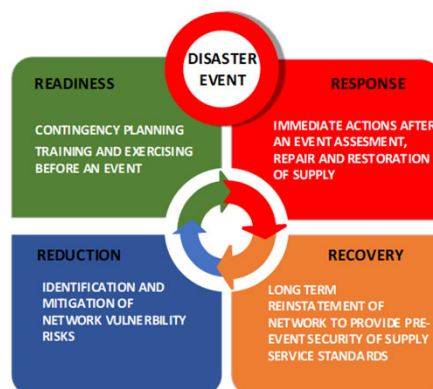 DISASTER
EVENT
READINESS
CONTINGENCY PLANNING
TRAINING AND EXERCISING
BEFORE AN EVENT
RESPONSE
IMMEDIATE ACTIONS AFTER
AN EVENT ASSESMENT,
REPAIR AND RESTORATION
OF SUPPLY
REDUCTION
IDENTIFICATION AND
MITIGATION OF
NETWORK VULNERBILITY
RISKS
RECOVERY
LONG TERM
REINSTATEMENT OF
NETWORK TO PROVIDE PRE-
EVENT SECURITY OF SUPPLY
SERVICE STANDARDS